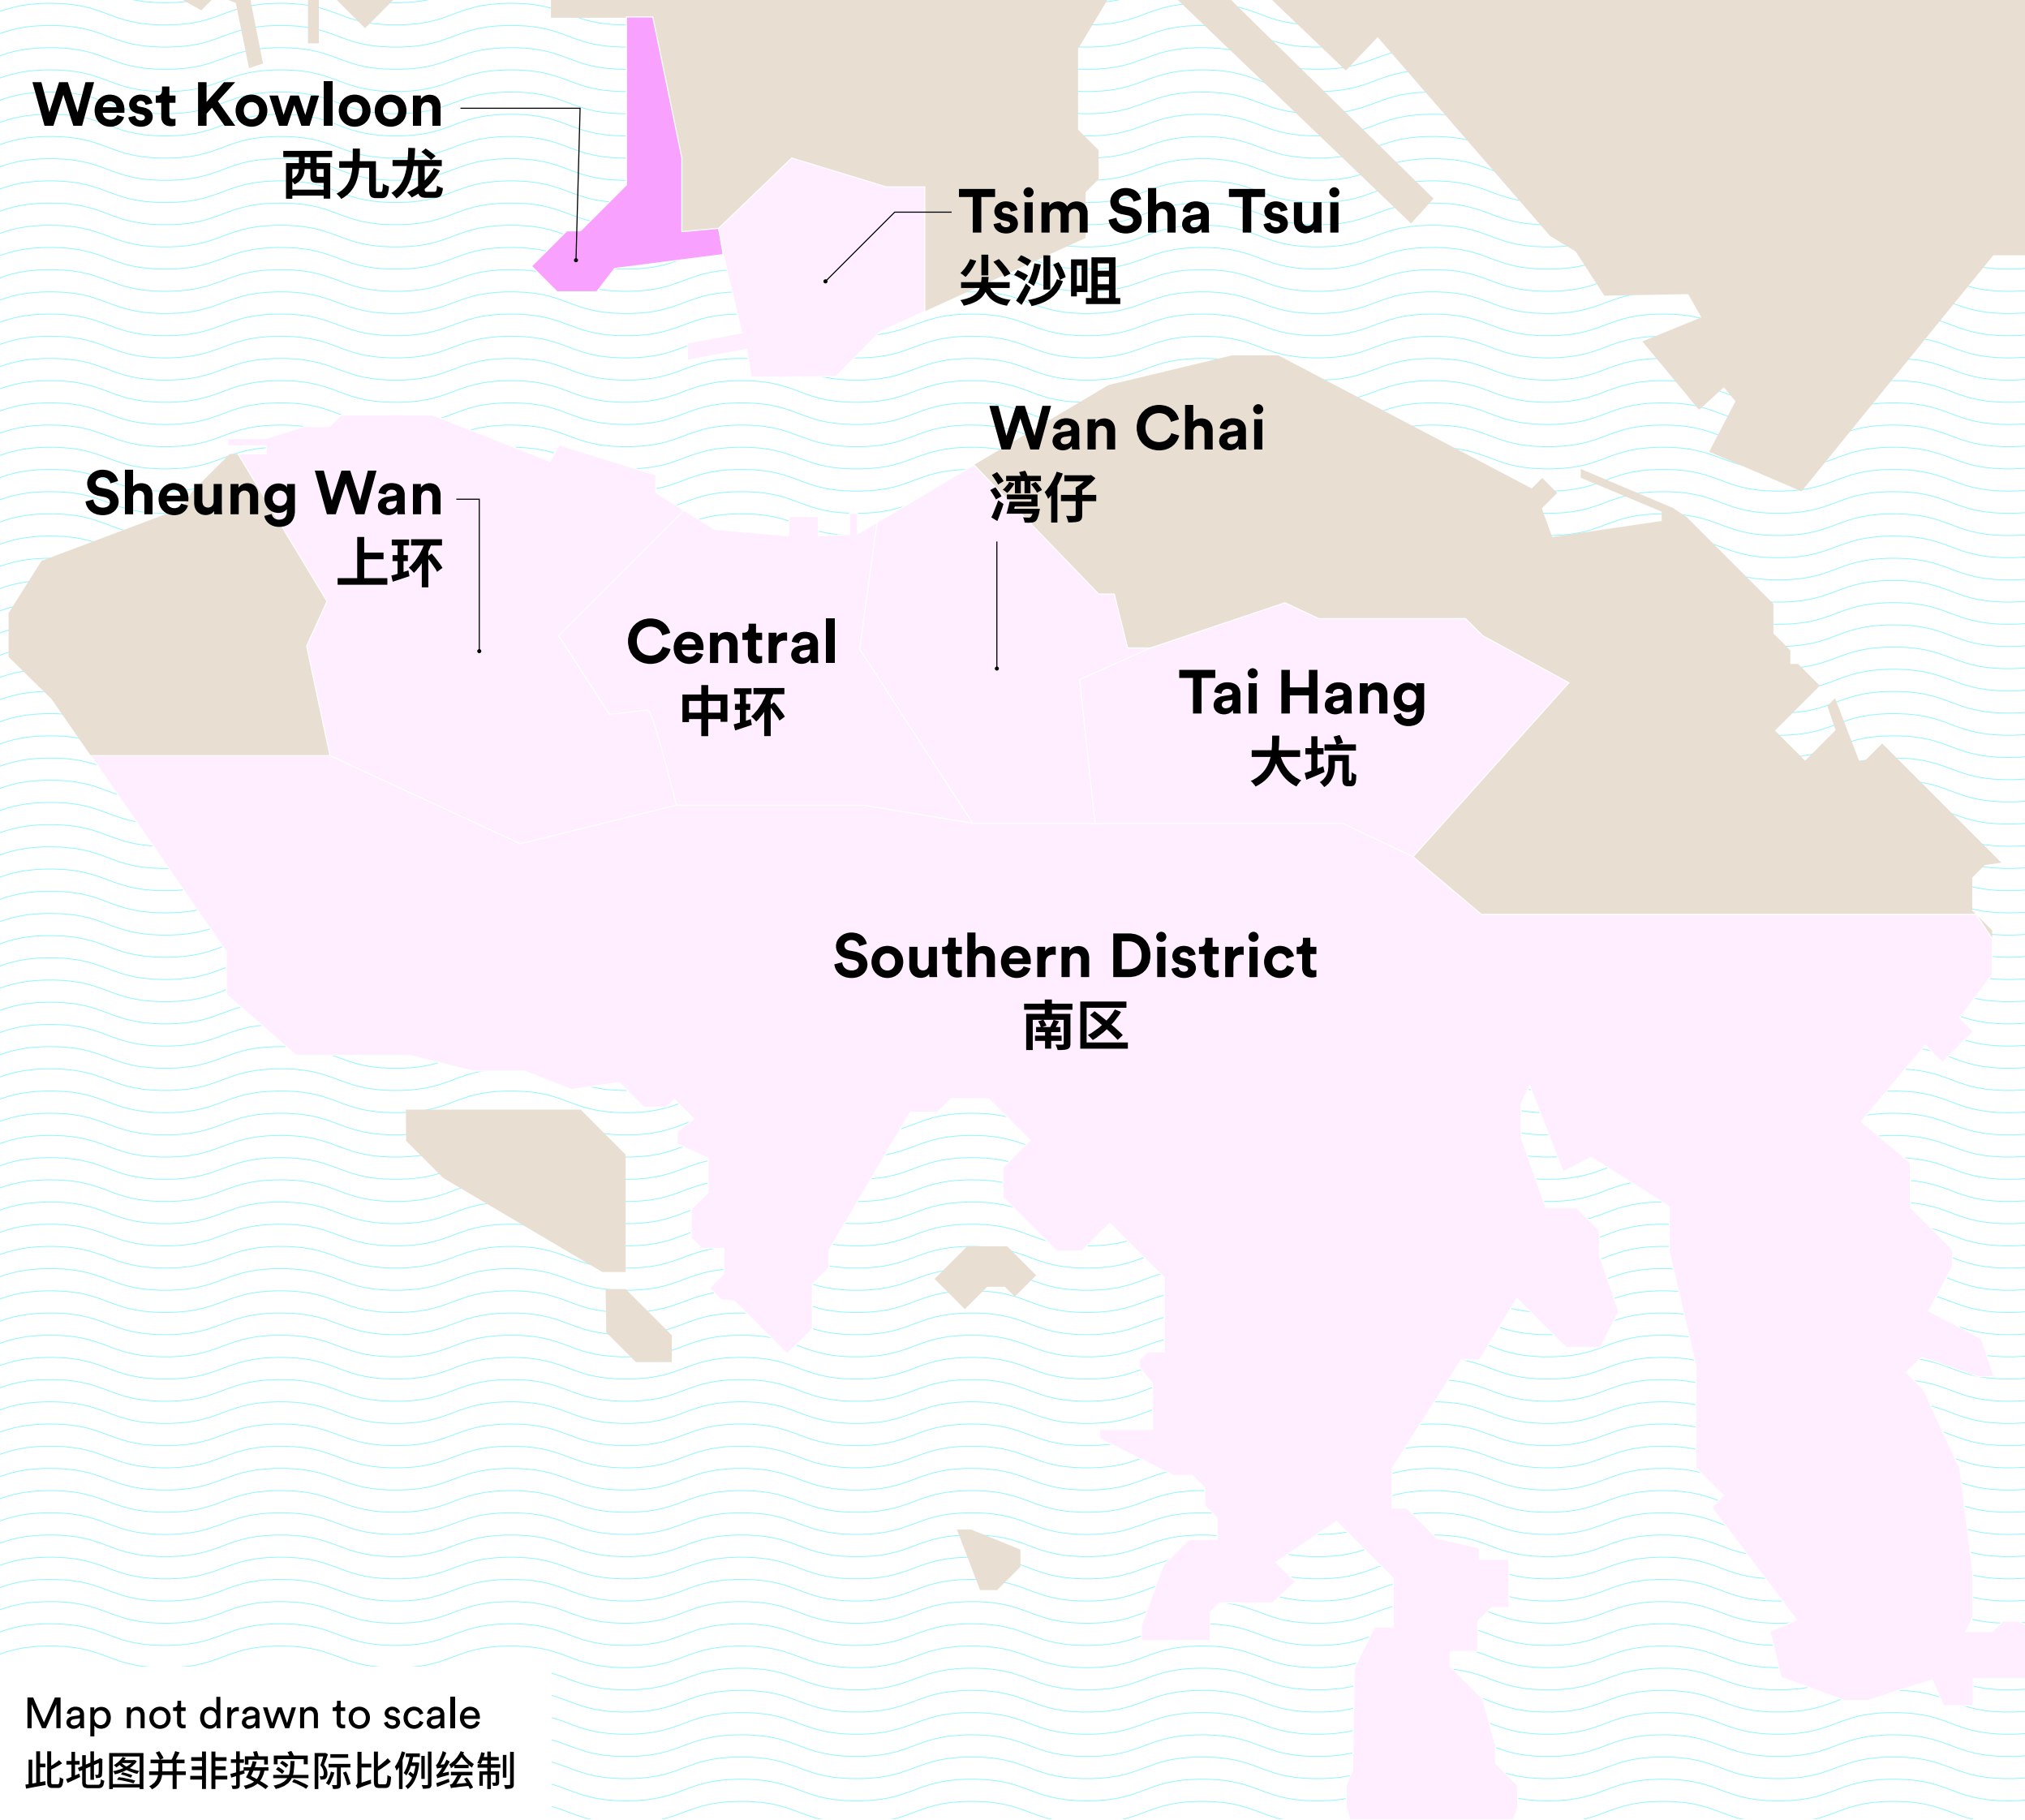 West Kowloon
西九龙
Tsim Sha Tsui
尖沙咀
Wan Chai
湾仔
Sheung Wan
上环
Central
中环
Tai Hang
大坑
Southern District
南区
Map not drawn to scale
此地图并非按实际比例绘制